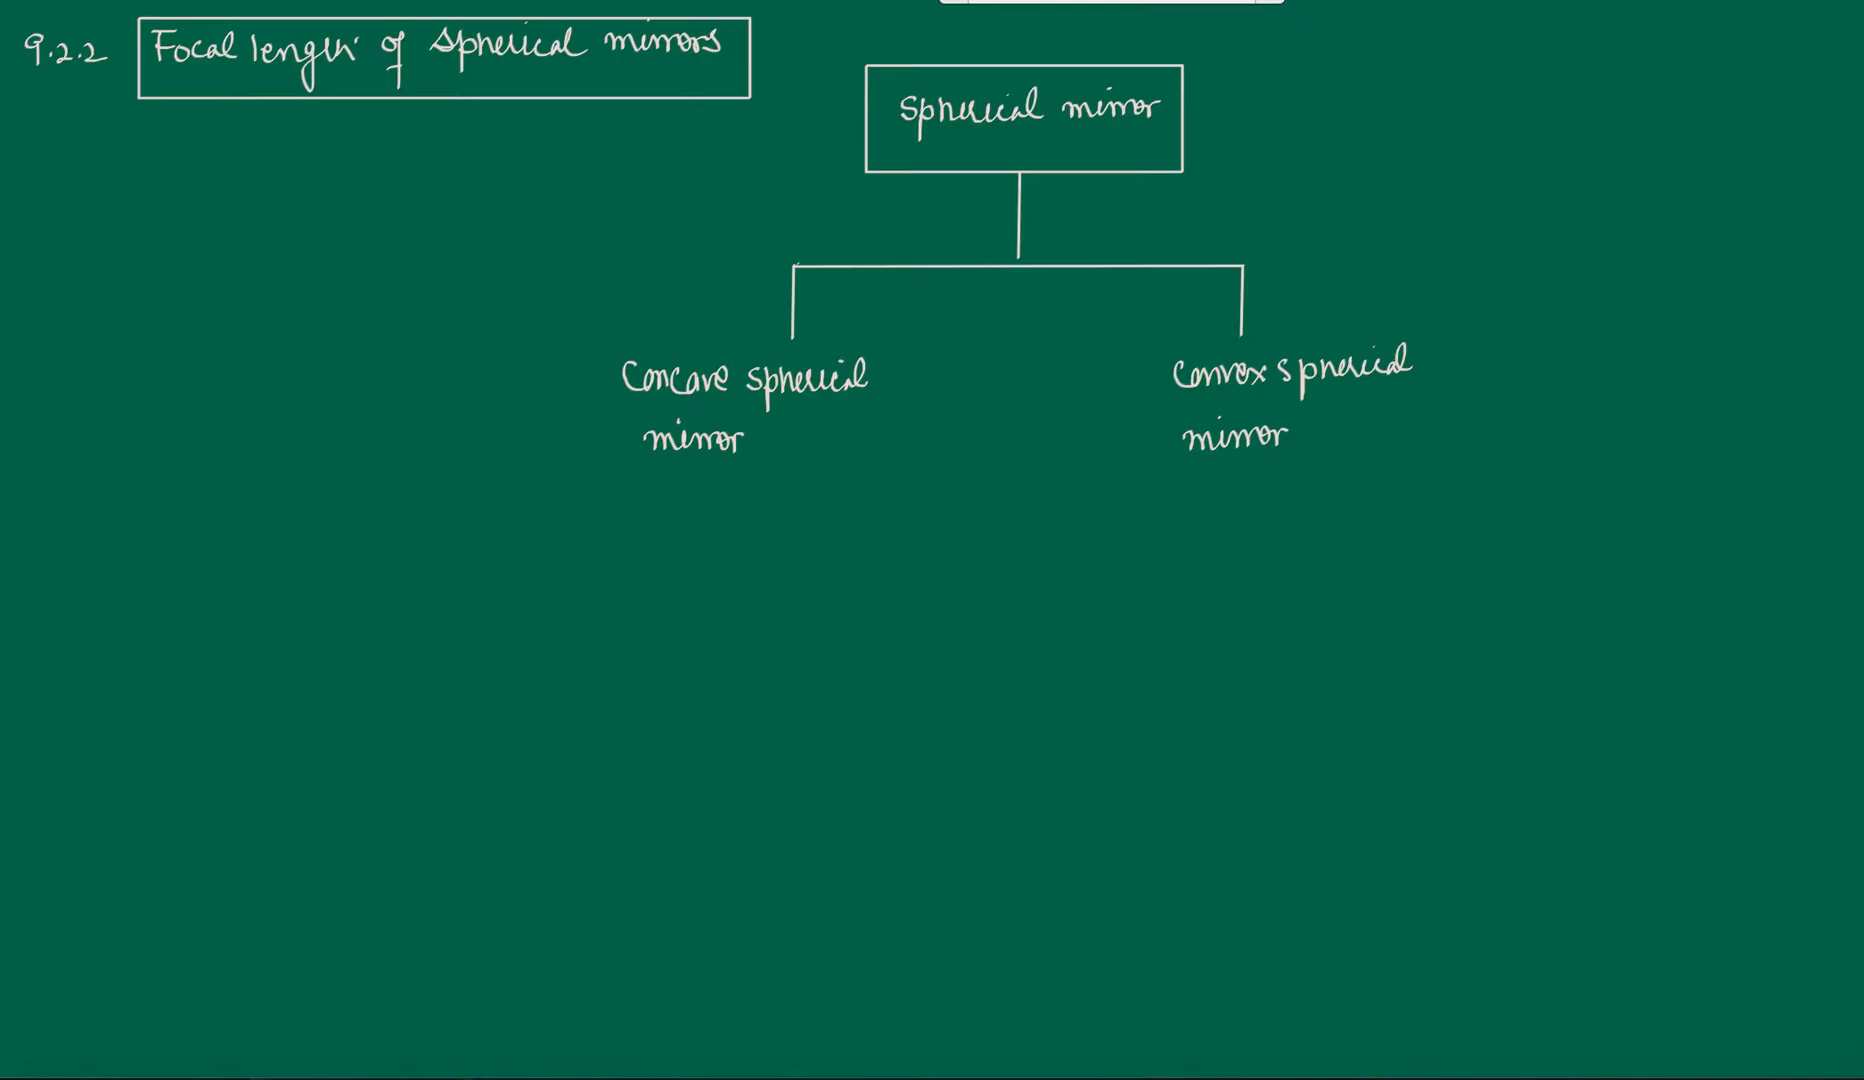 9.2.2 Focal length of spherical mirrors
Spherical mirror
Concave spherical
mirror
Convex spherical
mirror